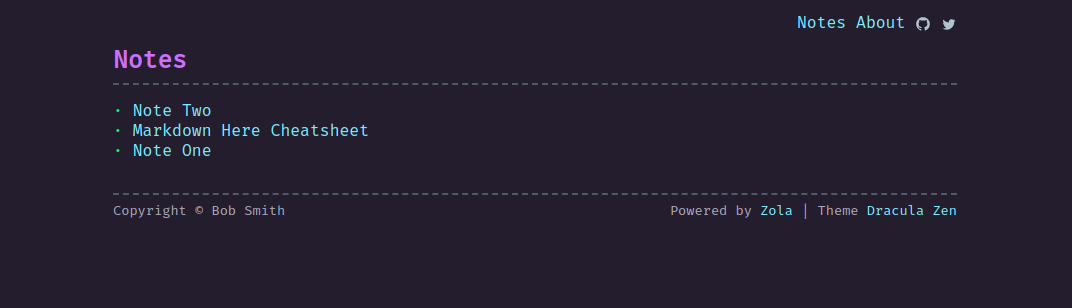 Notes About
Notes
• Note Two
• Markdown Here Cheatsheet
• Note One
Copyright © Bob Smith
Powered by Zola | Theme Dracula Zen